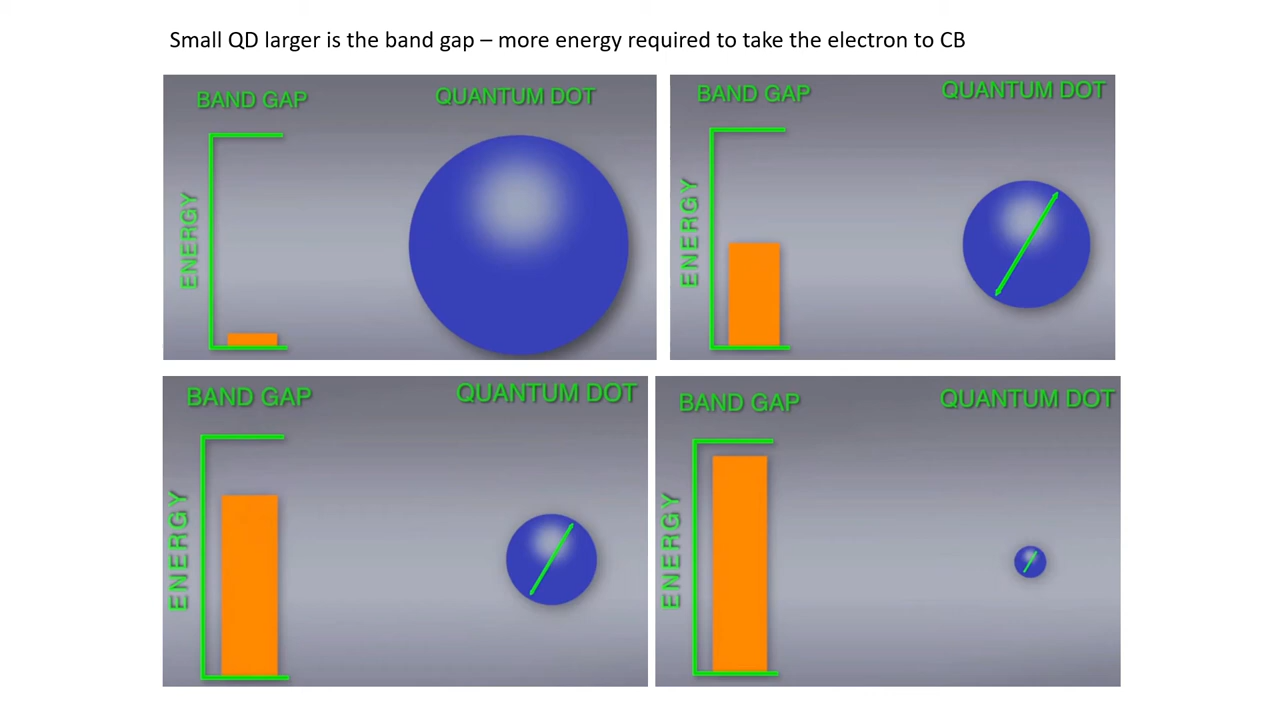 Small QD larger is the band gap – more energy required to take the electron to CB
BAND GAP
QUANTUM DOT
ENERGY
BAND GAP
QUANTUM DOT
ENERGY
BAND GAP
QUANTUM DOT
ENERGY
BAND GAP
QUANTUM DOT
ENERGY